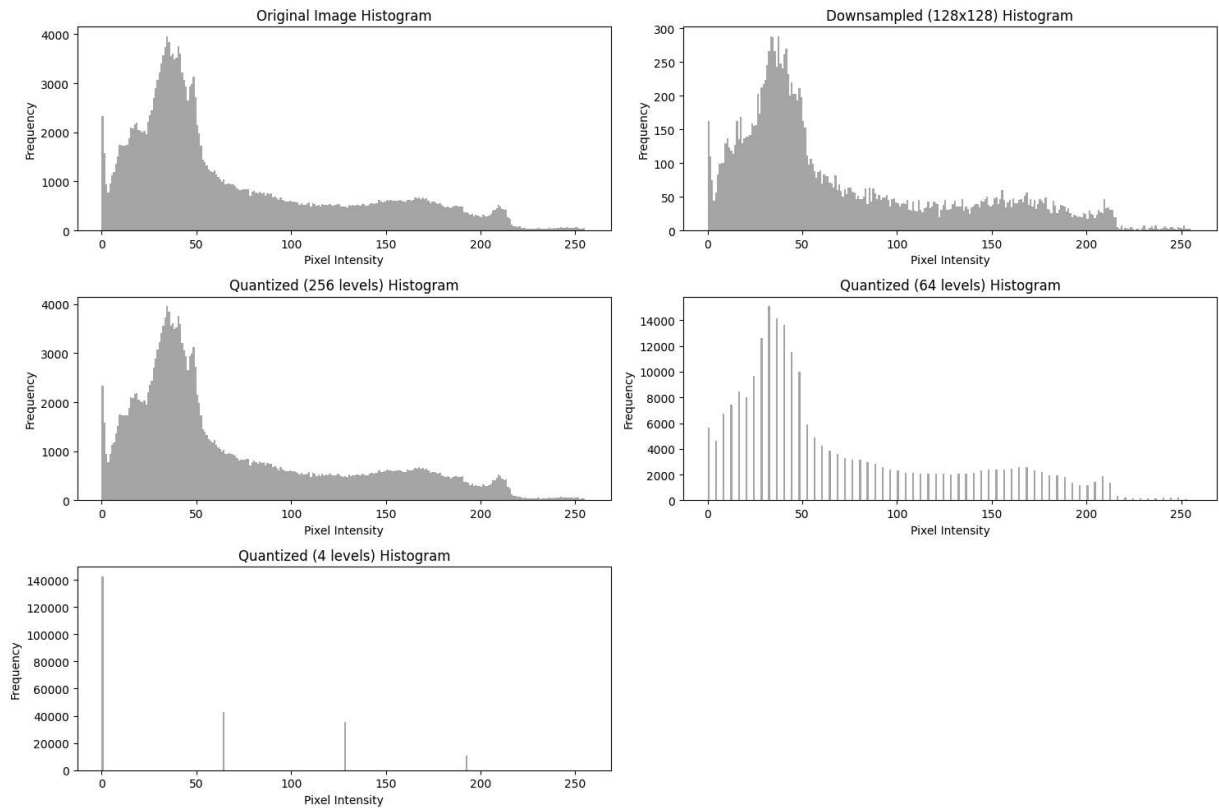 Original Image Histogram
4000
3000
2000
1000
0
Frequency
0 50 100 150 200 250
Pixel Intensity
Downsampled (128x128) Histogram
300
250
200
150
100
50
0
Frequency
0 50 100 150 200 250
Pixel Intensity
Quantized (256 levels) Histogram
4000
3000
2000
1000
0
Frequency
0 50 100 150 200 250
Pixel Intensity
Quantized (64 levels) Histogram
14000
12000
10000
8000
6000
4000
2000
0
Frequency
0 50 100 150 200 250
Pixel Intensity
Quantized (4 levels) Histogram
140000
120000
100000
80000
60000
40000
20000
0
Frequency
0 50 100 150 200 250
Pixel Intensity